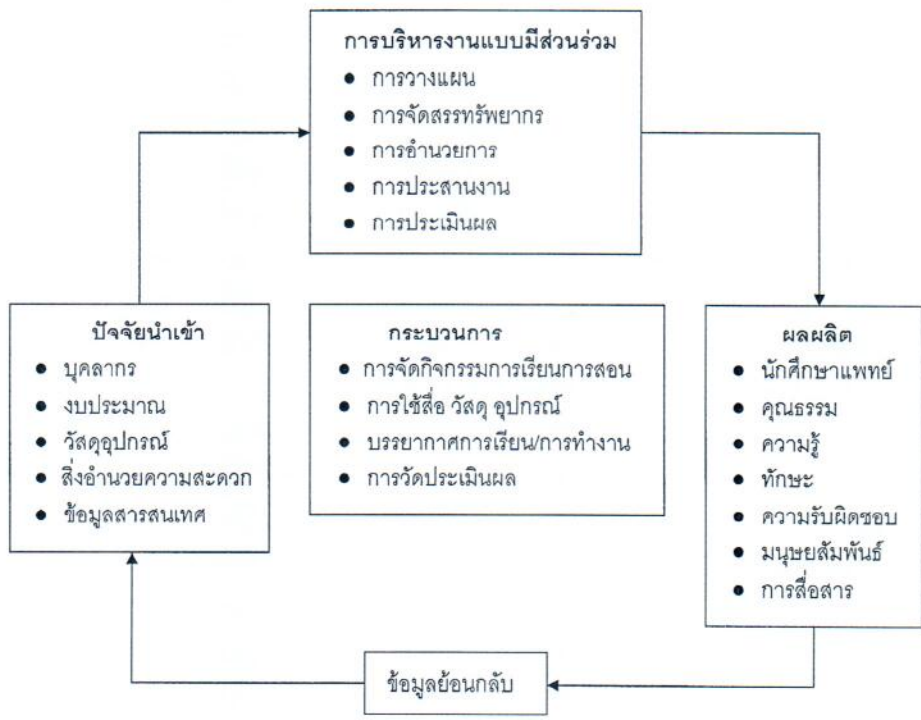 การบริหารงานแบบมีส่วนร่วม
● การวางแผน
● การจัดสรรทรัพยากร
● การอำนวยการ
● การประสานงาน
● การประเมินผล
ปัจจัยนำเข้า
● บุคลากร
● งบประมาณ
● วัสดุอุปกรณ์
● สิ่งอำนวยความสะดวก
● ข้อมูลสารสนเทศ
กระบวนการ
● การจัดกิจกรรมการเรียนการสอน
● การใช้สื่อ วัสดุ อุปกรณ์
● บรรยากาศการเรียน/การทำงาน
● การวัดประเมินผล
ผลผลิต
● นักศึกษาแพทย์
● คุณธรรม
● ความรู้
● ทักษะ
● ความรับผิดชอบ
● มนุษยสัมพันธ์
● การสื่อสาร
ข้อมูลย้อนกลับ